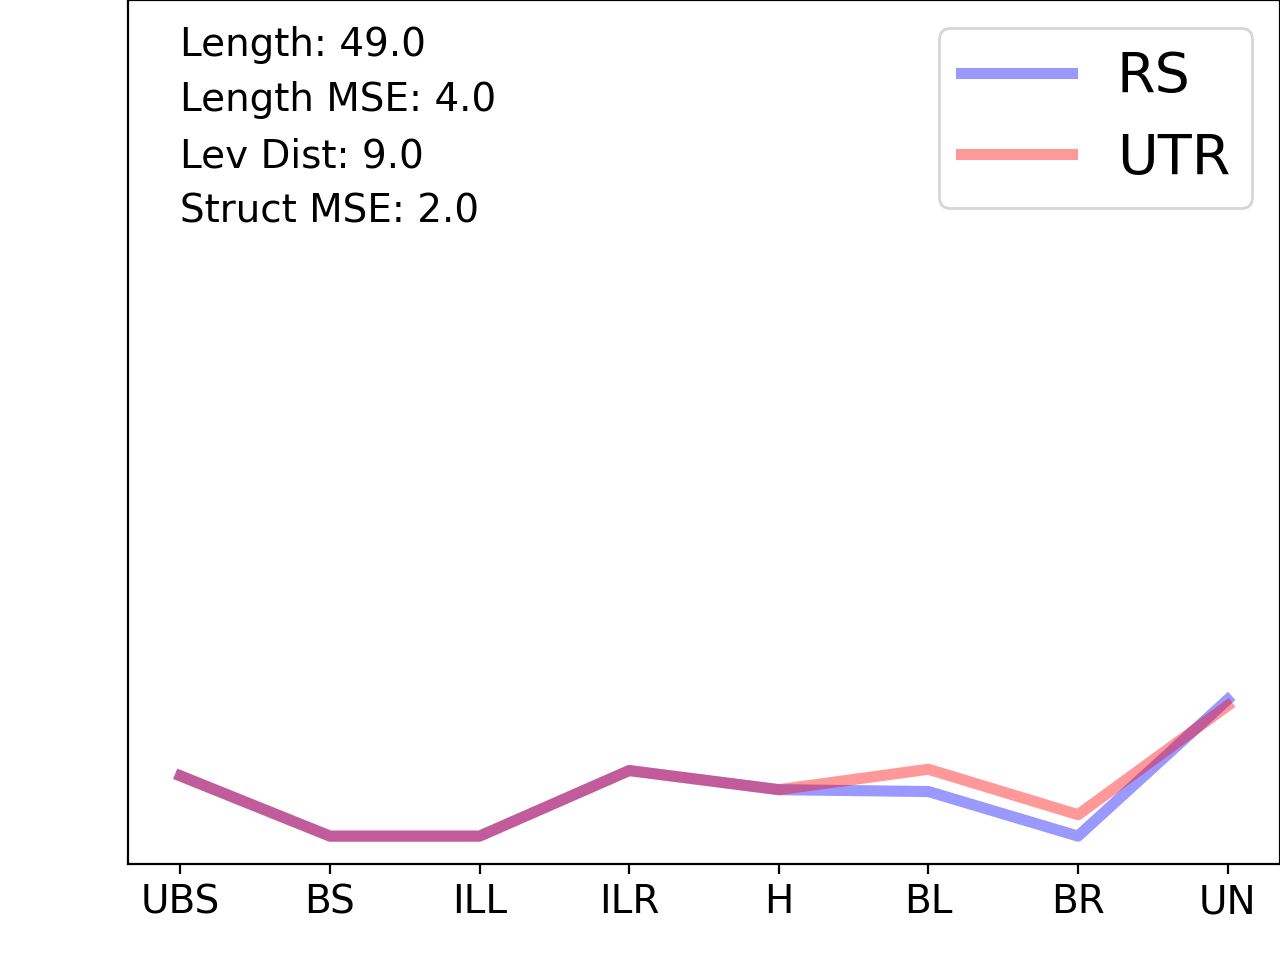 Length: 49.0
Length MSE: 4.0
Lev Dist: 9.0
Struct MSE: 2.0
RS
UTR
UBS BS ILL ILR H BL BR UN